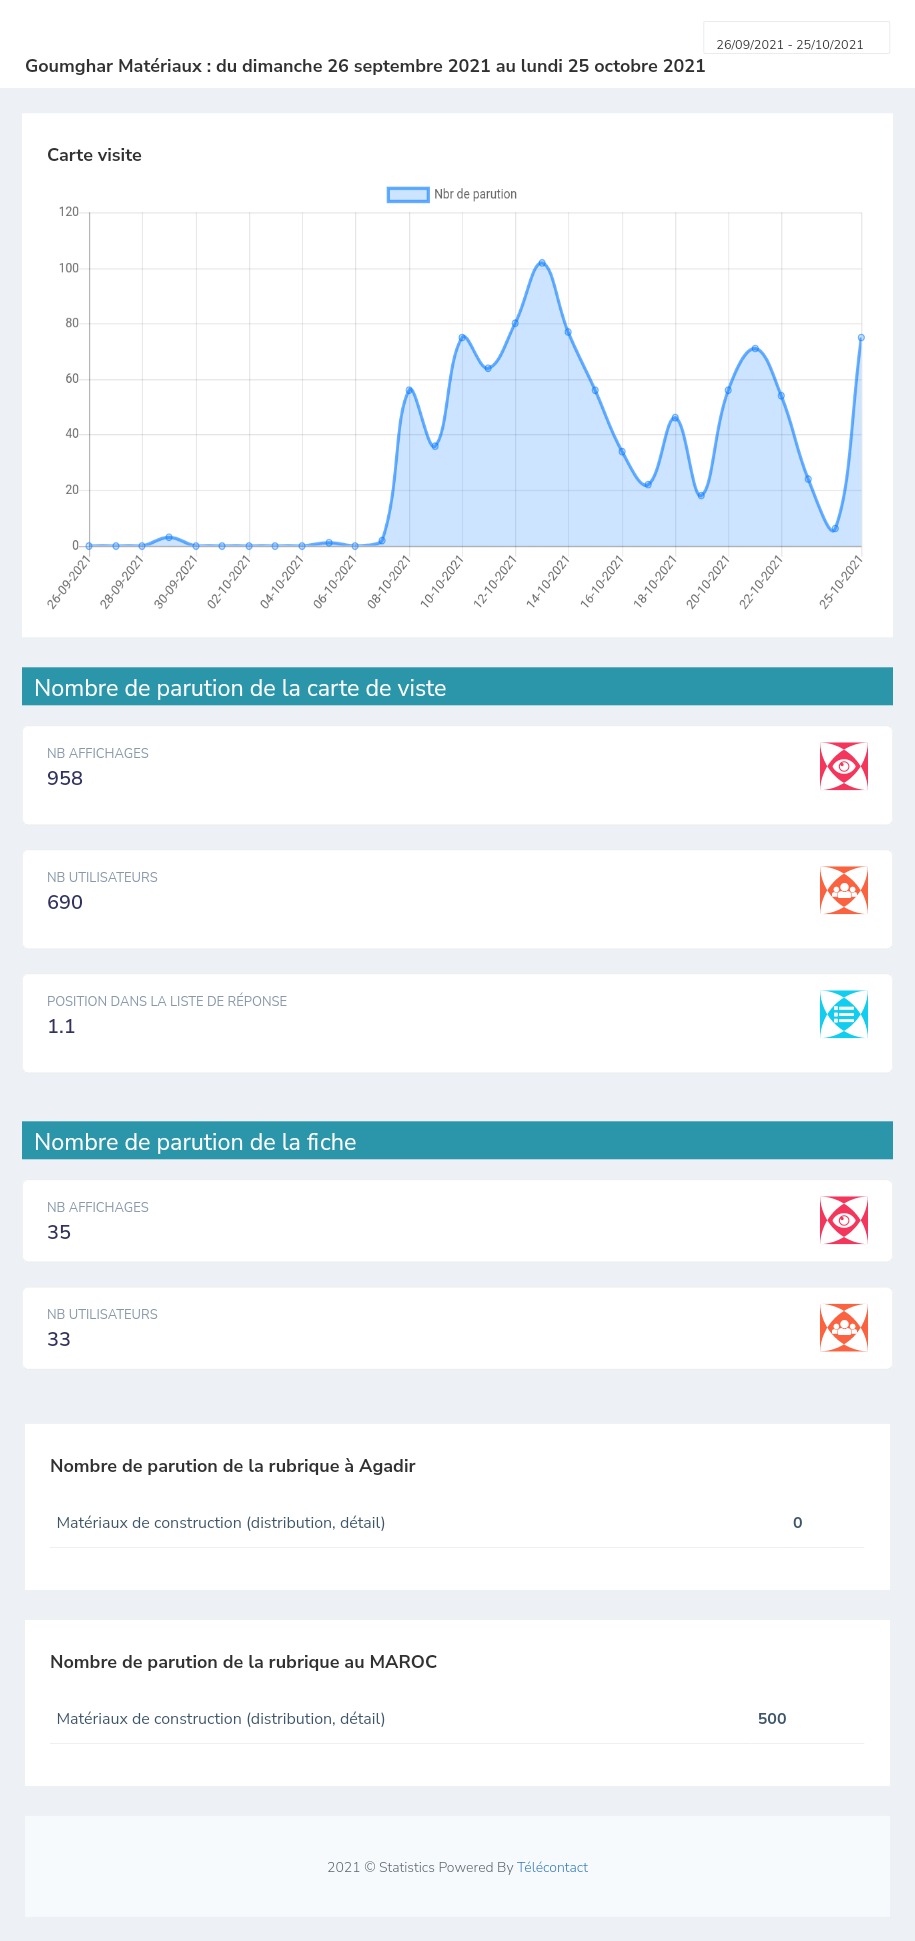 26/09/2021 - 25/10/2021
Goumghar Matériaux : du dimanche 26 septembre 2021 au lundi 25 octobre 2021
Carte visite
Nbr de parution
120
100
80
60
40
20
0
26-09-2021
28-09-2021
30-09-2021
02-10-2021
04-10-2021
06-10-2021
08-10-2021
10-10-2021
12-10-2021
14-10-2021
16-10-2021
18-10-2021
20-10-2021
22-10-2021
25-10-2021
Nombre de parution de la carte de viste
NB AFFICHAGES
958
NB UTILISATEURS
690
POSITION DANS LA LISTE DE RÉPONSE
1.1
Nombre de parution de la fiche
NB AFFICHAGES
35
NB UTILISATEURS
33
Nombre de parution de la rubrique à Agadir
Matériaux de construction (distribution, détail) 0
Nombre de parution de la rubrique au MAROC
Matériaux de construction (distribution, détail) 500
2021 © Statistics Powered By Télécontact